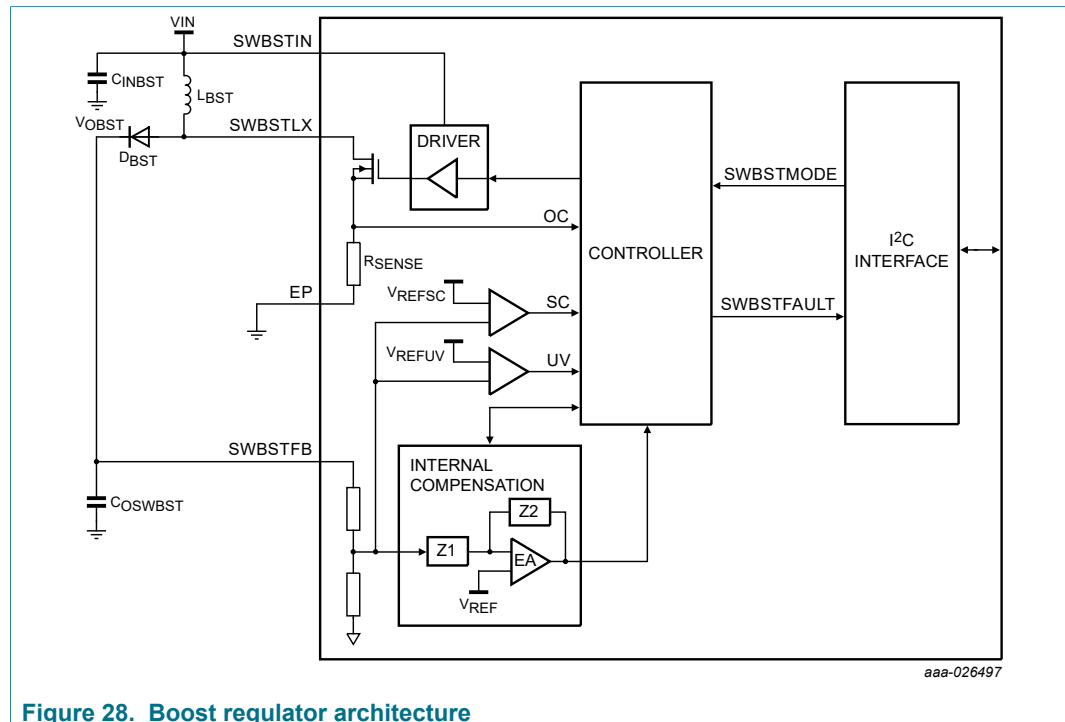 VIN
SWBSTIN
CINBST
LBST
VOBST
SWBSTLX
DBST
DRIVER
SWBSTMODE
OC
CONTROLLER
I2C
INTERFACE
RSENSE
EP
VREFSC
SC
SWBSTFAULT
VREFUV
UV
SWBSTFB
INTERNAL
COMPENSATION
COSWBST
Z2
Z1
EA
VREF
aaa-026497
Figure 28. Boost regulator architecture